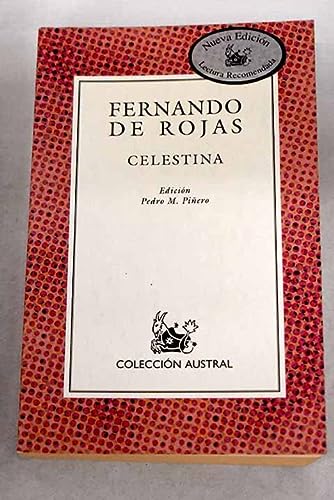 Nueva Edición
Lectura Recomendada
FERNANDO
DE ROJAS
CELESTINA
Edición
Pedro M. Piñero
COLECCIÓN AUSTRAL